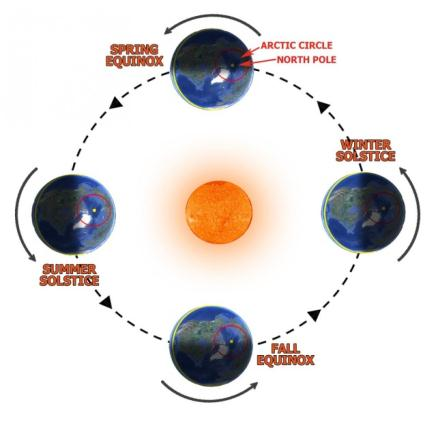 SPRING
EQUINOX
ARCTIC CIRCLE
NORTH POLE
WINTER
SOLSTICE
SUMMER
SOLSTICE
FALL
EQUINOX